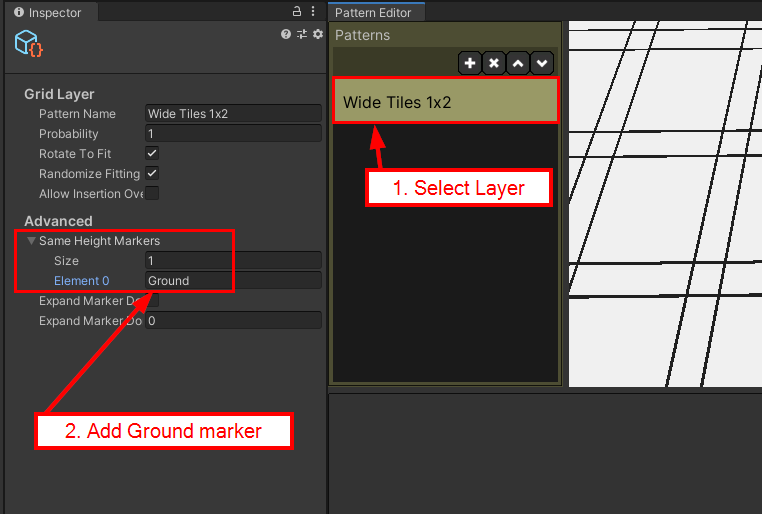 Inspector
Grid Layer
Pattern Name Wide Tiles 1x2
Probability 1
Rotate To Fit
Randomize Fitting
Allow Insertion Ove
Advanced
Same Height Markers
Size 1
Element 0 Ground
Expand Marker Do
Expand Marker Do 0
2. Add Ground marker
Pattern Editor
Patterns
Wide Tiles 1x2
1. Select Layer